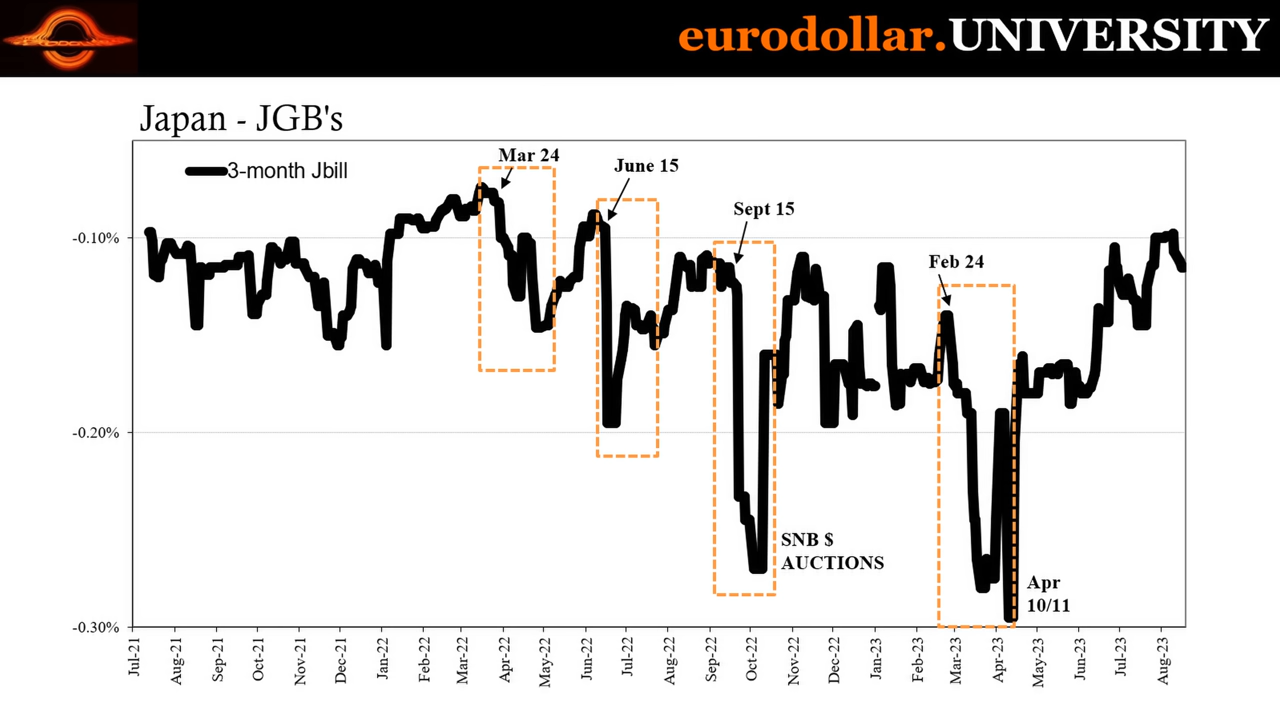 eurodollar.UNIVERSITY
Japan - JGB's
3-month Jbill
Mar 24
June 15
Sept 15
Feb 24
-0.10%
-0.20%
SNB $
AUCTIONS
Apr
10/11
-0.30%
Jul-21
Aug-21
Sep-21
Oct-21
Nov-21
Dec-21
Jan-22
Feb-22
Mar-22
Apr-22
May-22
Jun-22
Jul-22
Aug-22
Sep-22
Oct-22
Nov-22
Dec-22
Jan-23
Feb-23
Mar-23
Apr-23
May-23
Jun-23
Jul-23
Aug-23